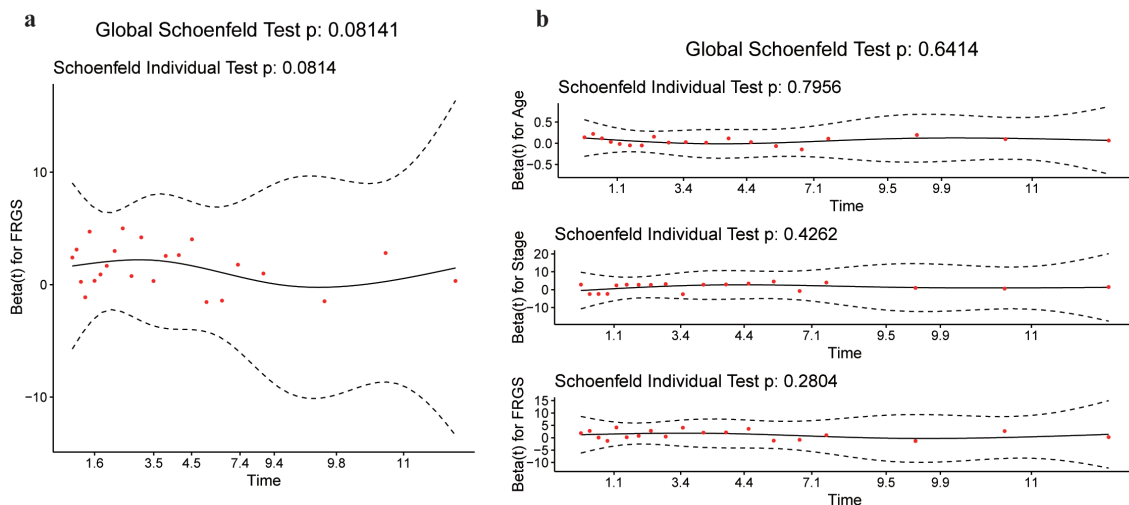 a
Global Schoenfeld Test p: 0.08141
Schoenfeld Individual Test p: 0.0814
Beta(t) for FRGS
10
0
−10
1.6 3.5 4.5 7.4 9.4 9.8 11
Time
b
Global Schoenfeld Test p: 0.6414
Schoenfeld Individual Test p: 0.7956
Beta(t) for Age
0.5
0.0
−0.5
1.1 3.4 4.4 7.1 9.5 9.9 11
Time
Schoenfeld Individual Test p: 0.4262
Beta(t) for Stage
20
10
0
−10
1.1 3.4 4.4 7.1 9.5 9.9 11
Time
Schoenfeld Individual Test p: 0.2804
Beta(t) for FRGS
15
10
5
0
−5
−10
1.1 3.4 4.4 7.1 9.5 9.9 11
Time